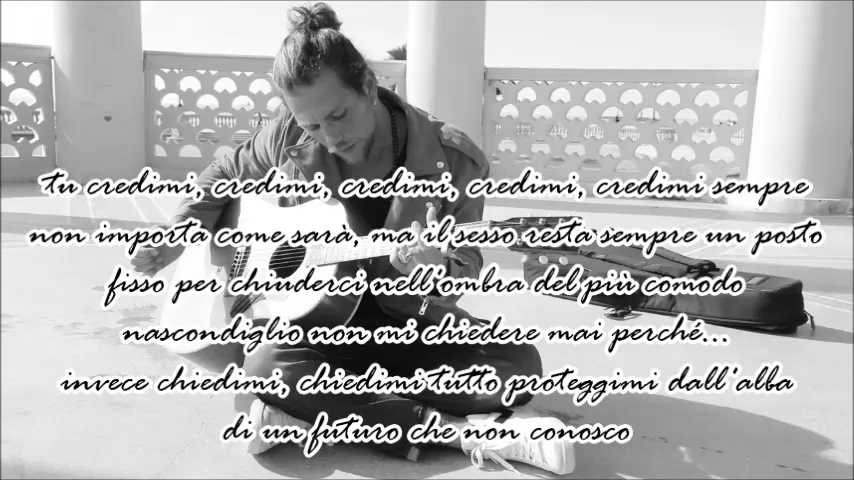 tu credimi, credimi, credimi, credimi, credimi sempre
non importa come sarà, ma il sesso resta sempre un posto
fisso per chiuderci nell'ombra del più comodo
nascondiglio non mi chiedere mai perché...
invece chiedimi, chiedimi tutto proteggimi dall'alba
di un futuro che non conosco